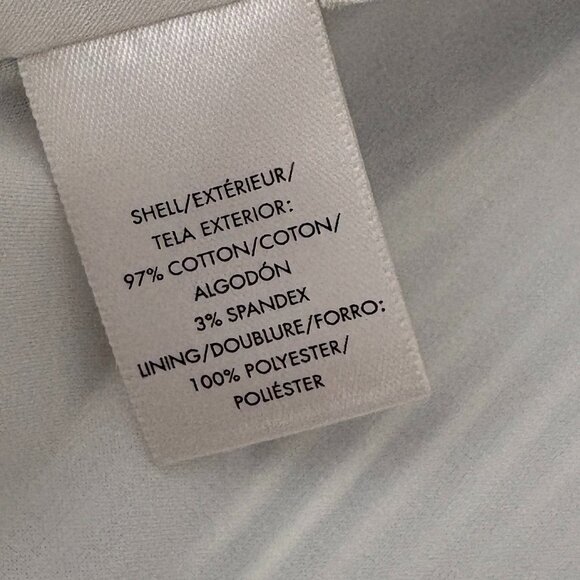 SHELL/EXTÉRIEUR/
TELA EXTERIOR:
97% COTTON/COTON/
ALGODÓN
3% SPANDEX
LINING/DOUBLURE/FORRO:
100% POLYESTER/
POLIÉSTER